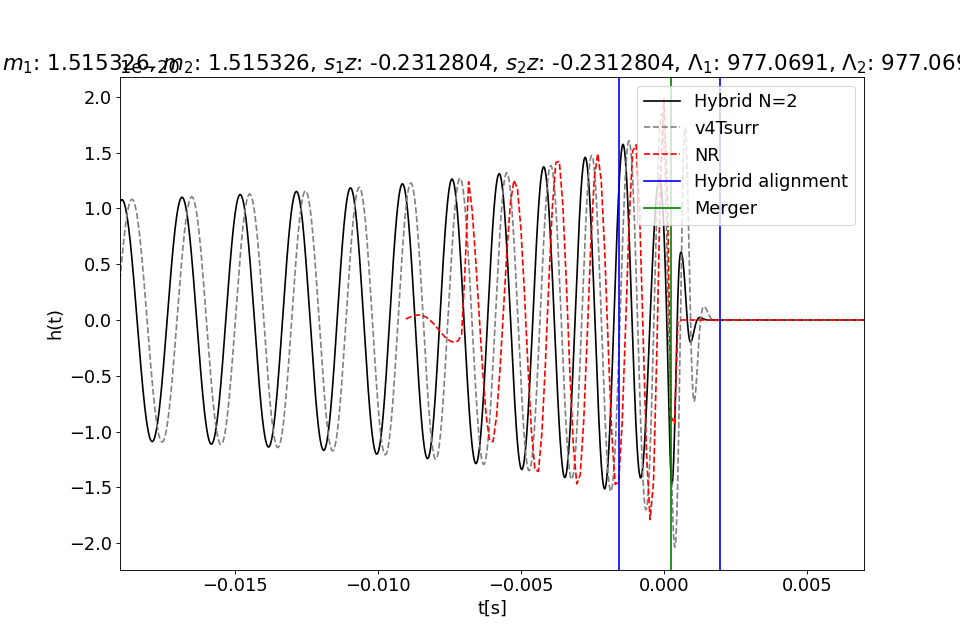 m₁: 1.515326, m₂: 1.515326, s₁z: -0.2312804, s₂z: -0.2312804, Λ₁: 977.0691, Λ₂: 977.069
1e−20
2.0
1.5
1.0
0.5
0.0
−0.5
−1.0
−1.5
−2.0
h(t)
Hybrid N=2
v4Tsurr
NR
Hybrid alignment
Merger
−0.015
−0.010
−0.005
0.000
0.005
t[s]